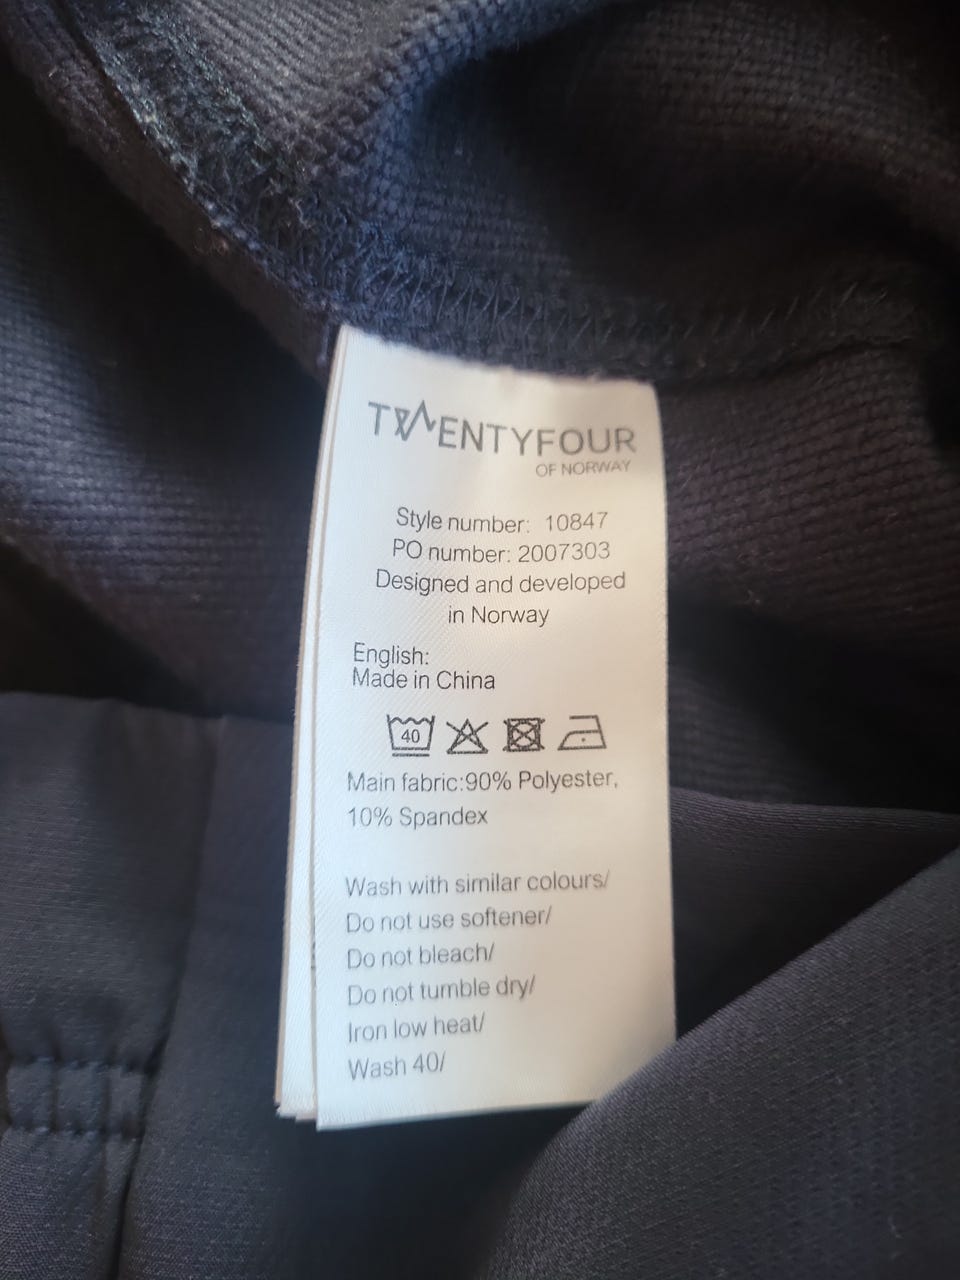 TWENTYFOUR
OF NORWAY
Style number: 10847
PO number: 2007303
Designed and developed
in Norway
English:
Made in China
40
Main fabric:90% Polyester,
10% Spandex
Wash with similar colours/
Do not use softener/
Do not bleach/
Do not tumble dry/
Iron low heat/
Wash 40/